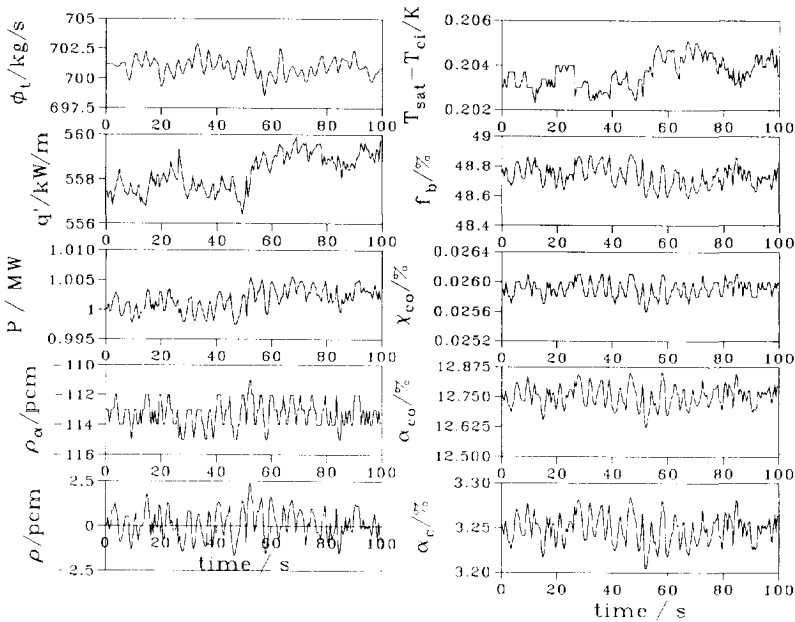 ϕt/kg/s
705
702.5
700
697.5
0 20 40 60 80 100
q'/kW/m
560
558
556
0 20 40 60 80 100
P / MW
1.010
1.005
1
0.995
0 20 40 60 80 100
ρα/pcm
-110
-112
-114
-116
0 20 40 60 80 100
ρ/pcm
2.5
0
-2.5
0 20 40 60 80 100
time / s
Tsat-Tci/K
0.206
0.204
0.202
0 20 40 60 80 100
fb/%
49
48.8
48.6
48.4
0 20 40 60 80 100
χco/%
0.0264
0.0260
0.0256
0.0252
0 20 40 60 80 100
αco/%
12.875
12.750
12.625
12.500
0 20 40 60 80 100
αc/%
3.30
3.25
3.20
0 20 40 60 80 100
time / s